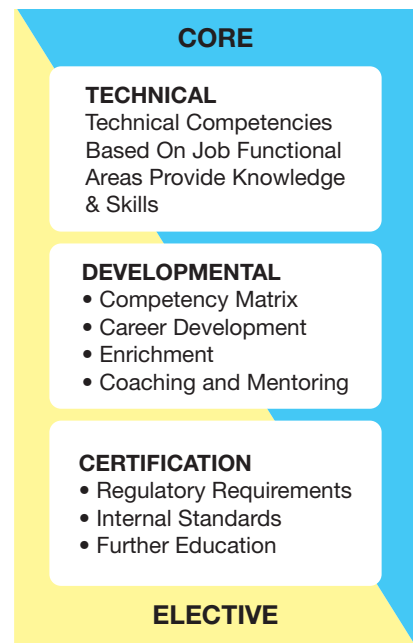 CORE
TECHNICAL
Technical Competencies
Based On Job Functional
Areas Provide Knowledge
& Skills
DEVELOPMENTAL
• Competency Matrix
• Career Development
• Enrichment
• Coaching and Mentoring
CERTIFICATION
• Regulatory Requirements
• Internal Standards
• Further Education
ELECTIVE